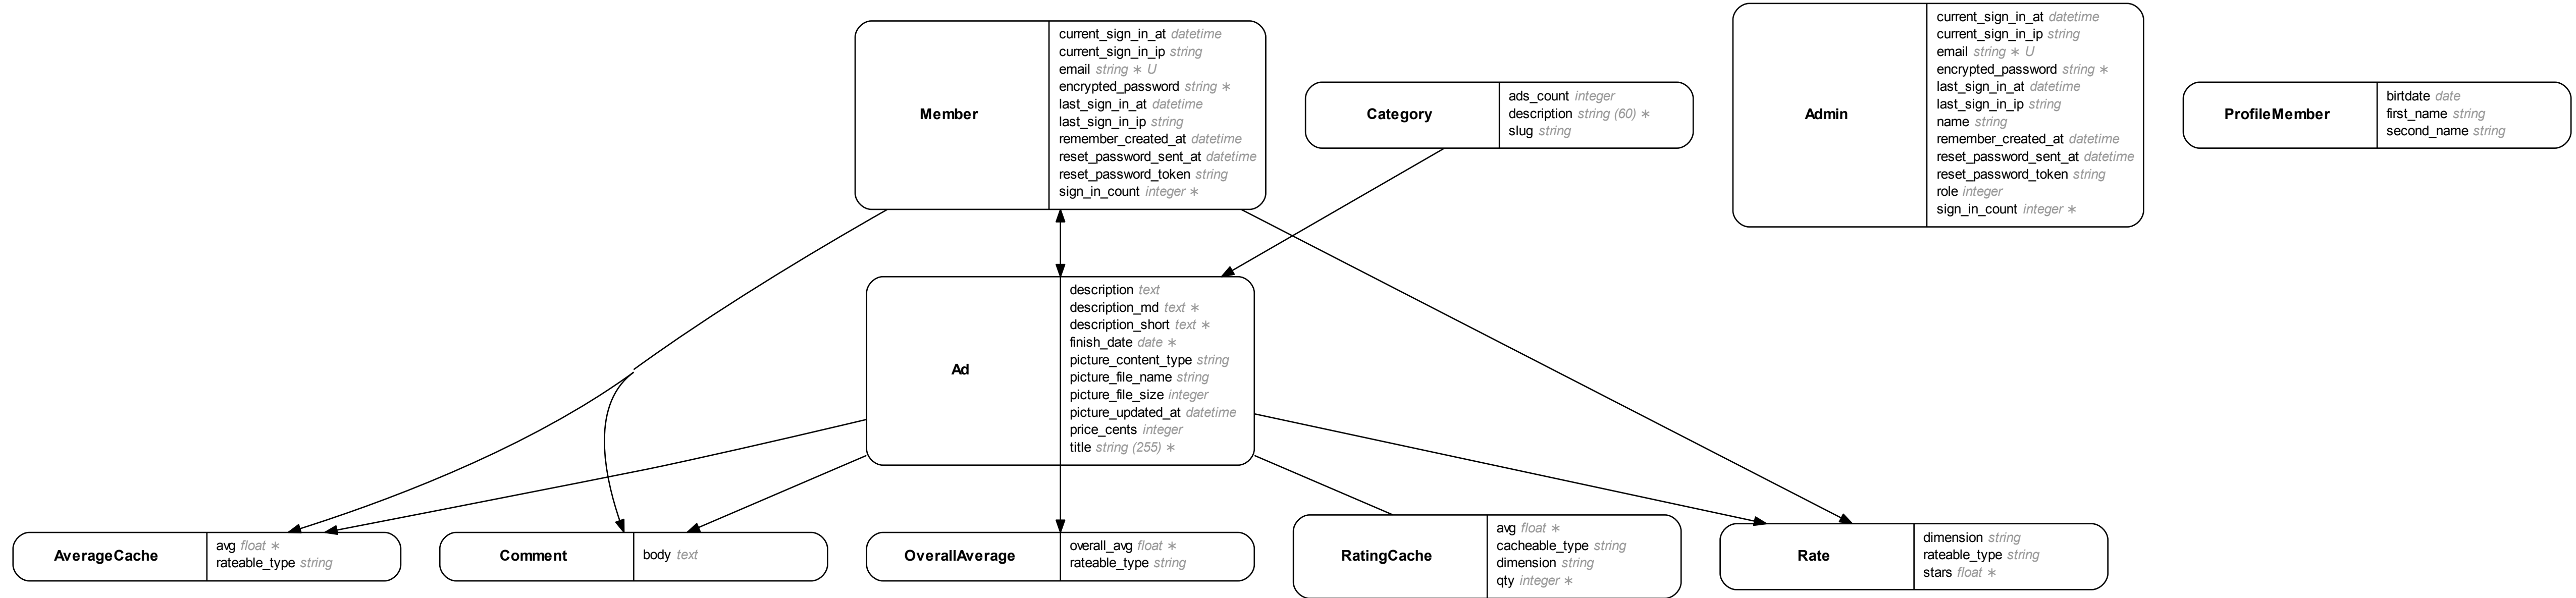 Member
current_sign_in_at datetime
current_sign_in_ip string
email string ∗ U
encrypted_password string ∗
last_sign_in_at datetime
last_sign_in_ip string
remember_created_at datetime
reset_password_sent_at datetime
reset_password_token string
sign_in_count integer ∗
Category
ads_count integer
description string (60) ∗
slug string
Admin
current_sign_in_at datetime
current_sign_in_ip string
email string ∗ U
encrypted_password string ∗
last_sign_in_at datetime
last_sign_in_ip string
name string
remember_created_at datetime
reset_password_sent_at datetime
reset_password_token string
role integer
sign_in_count integer ∗
ProfileMember
birtdate date
first_name string
second_name string
Ad
description text
description_md text ∗
description_short text ∗
finish_date date ∗
picture_content_type string
picture_file_name string
picture_file_size integer
picture_updated_at datetime
price_cents integer
title string (255) ∗
AverageCache
avg float ∗
rateable_type string
Comment
body text
OverallAverage
overall_avg float ∗
rateable_type string
RatingCache
avg float ∗
cacheable_type string
dimension string
qty integer ∗
Rate
dimension string
rateable_type string
stars float ∗